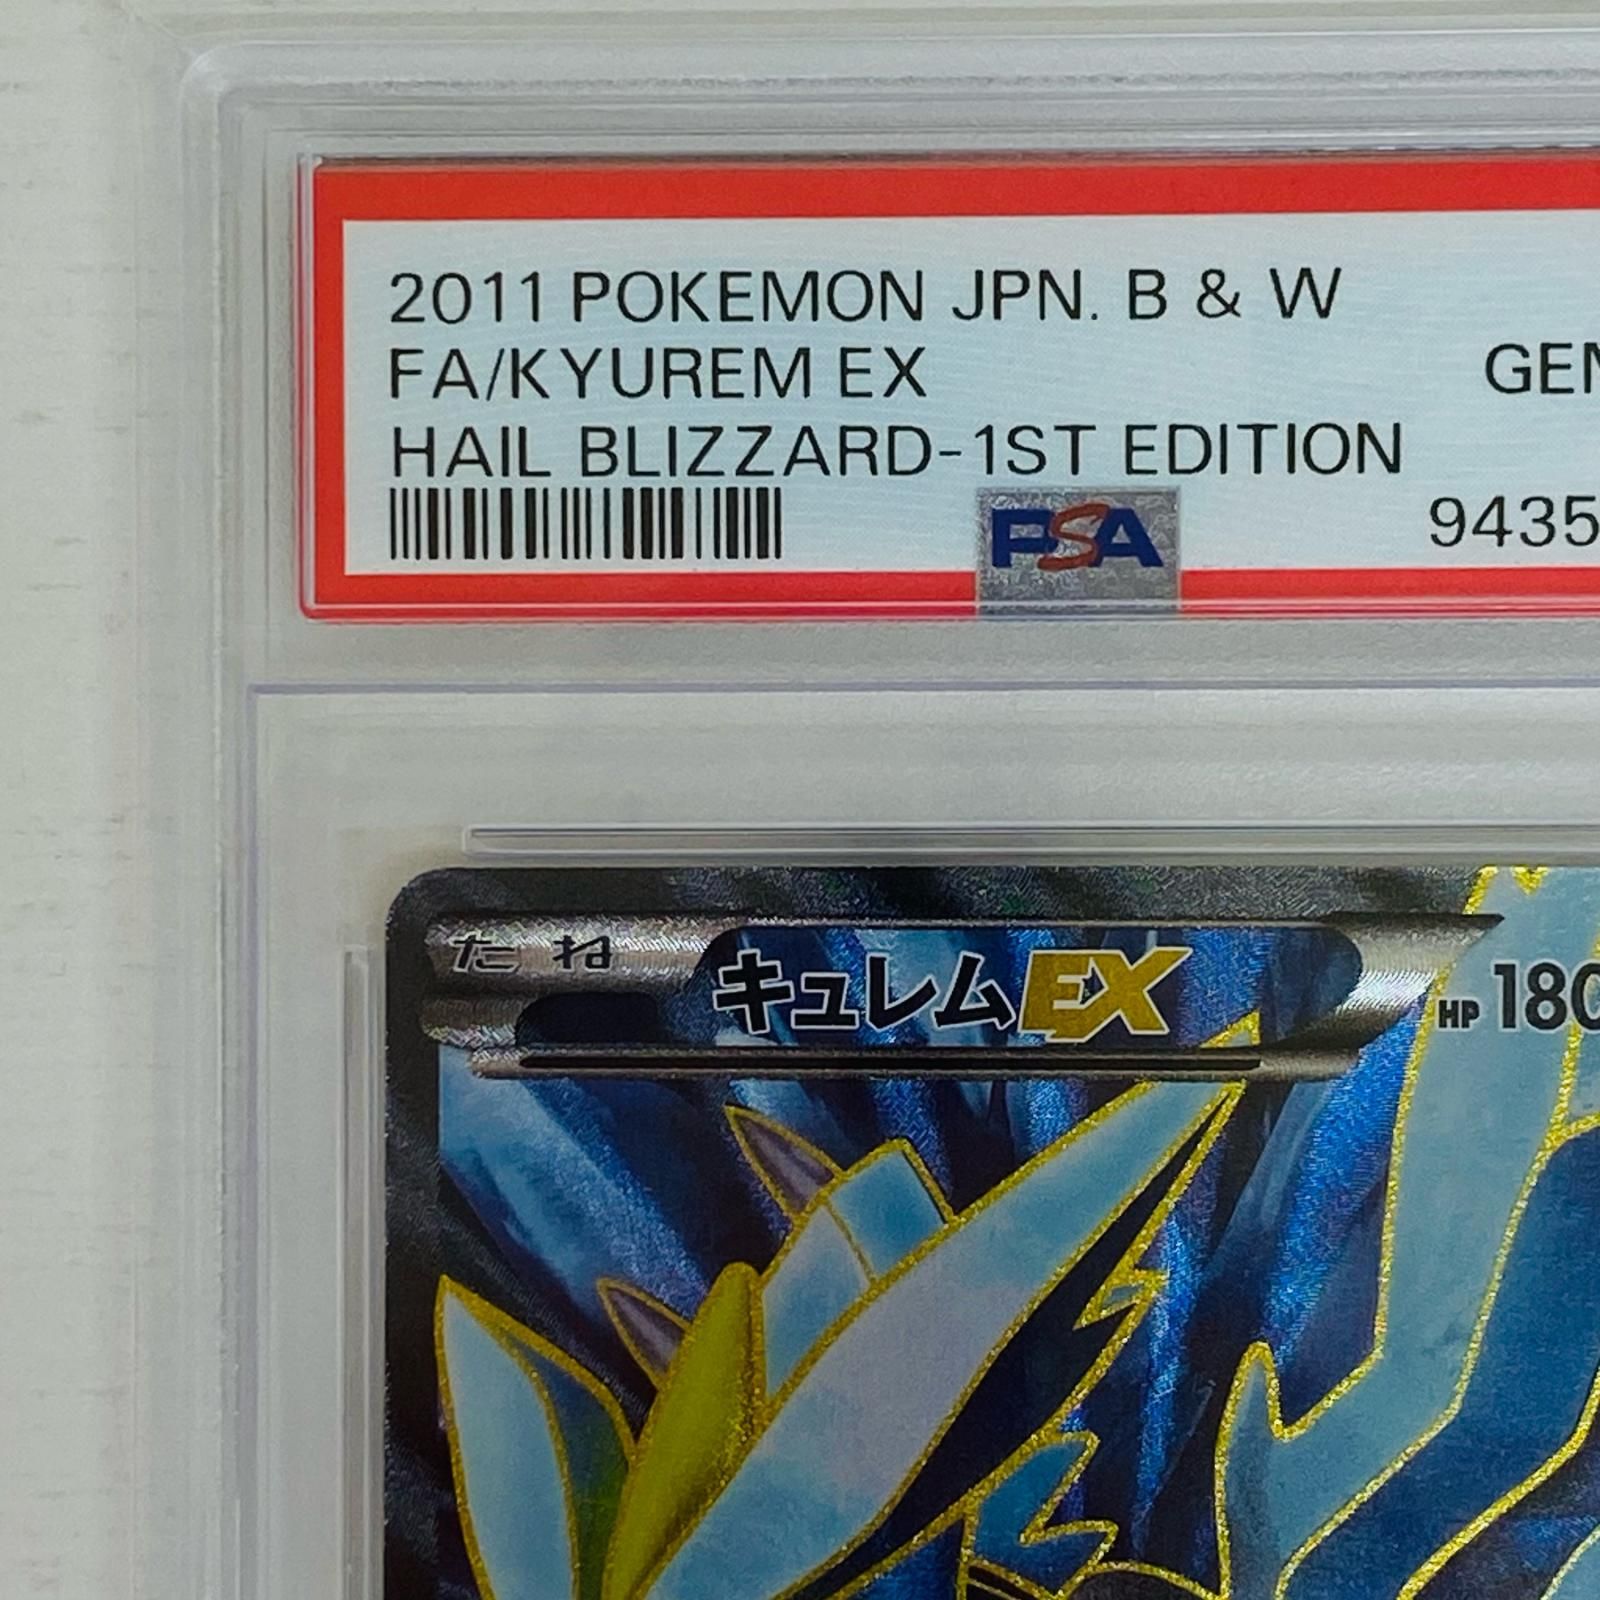 2011 POKEMON JPN. B & W
FA/KYUREM EX
GEM
HAIL BLIZZARD-1ST EDITION
9435
PSA
たね
キュレムEX
HP 180